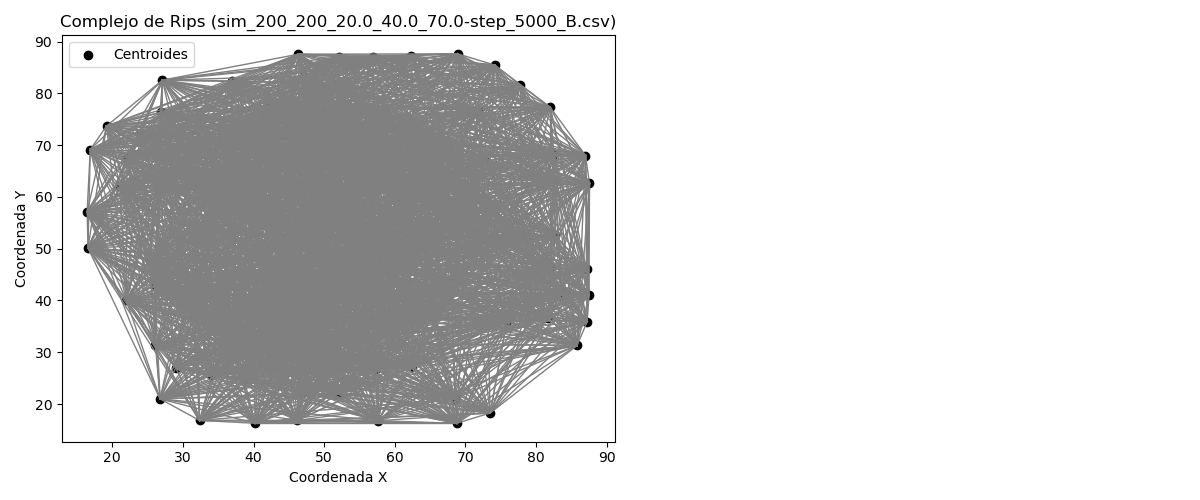 Complejo de Rips (sim_200_200_20.0_40.0_70.0-step_5000_B.csv)
Centroides
90
80
70
60
50
40
30
20
Coordenada Y
20 30 40 50 60 70 80 90
Coordenada X